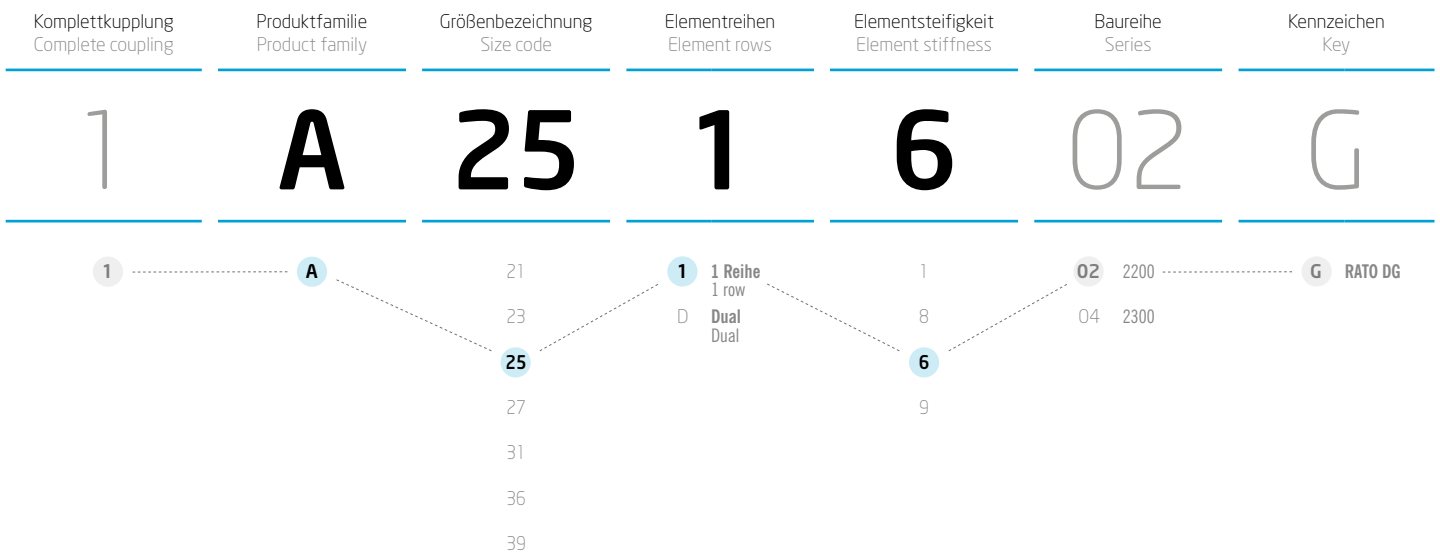 Komplettkupplung Produktfamilie Größenbezeichnung Elementreihen Elementsteifigkeit Baureihe Kennzeichen
Complete coupling Product family Size code Element rows Element stiffness Series Key
1 A 25 1 6 02 G
1 A 21 1 1 Reihe 1 02 2200 G RATO DG
1 row
23 D Dual 8 04 2300
Dual
25 6
27 9
31
36
39